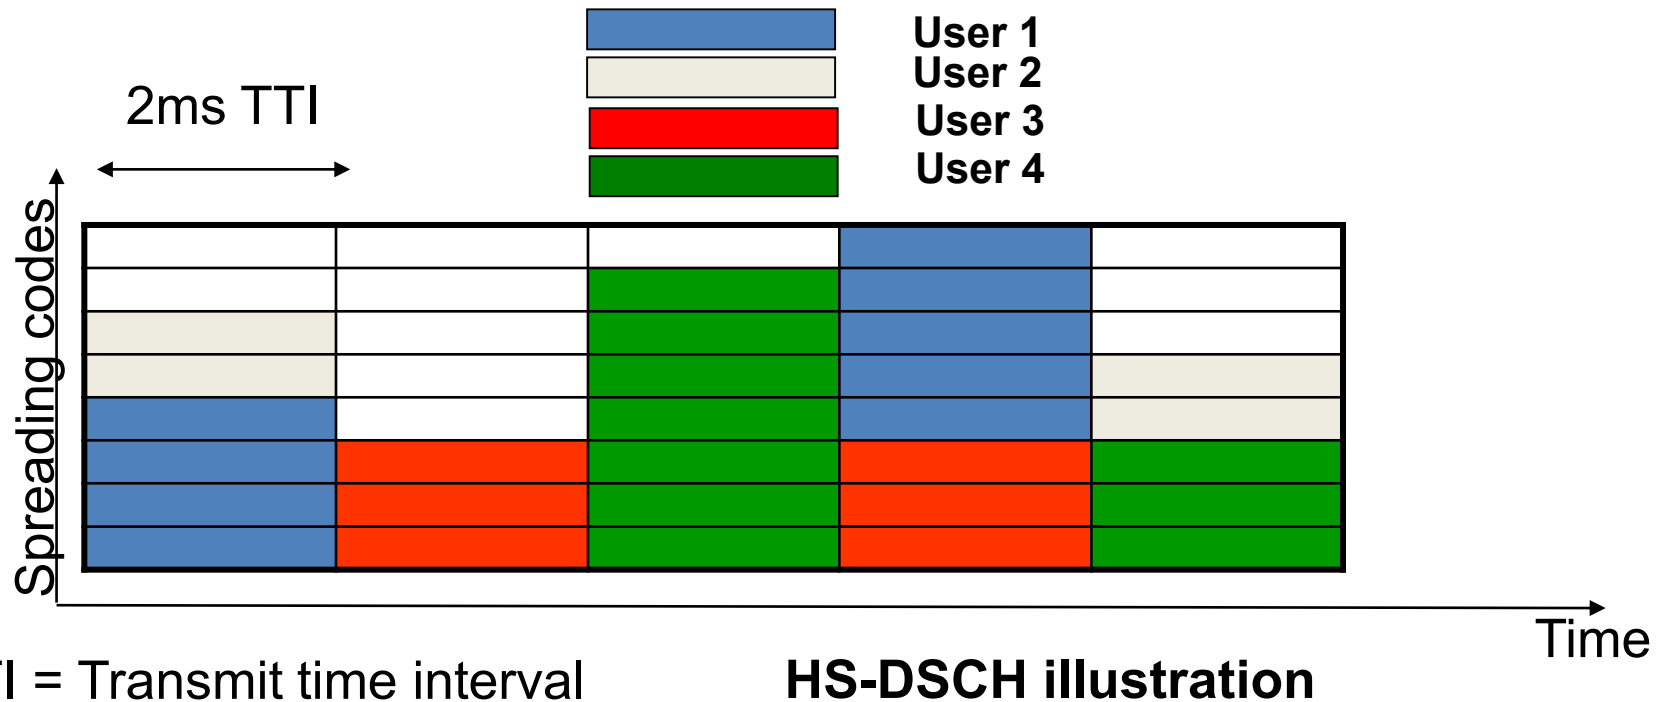 User 1
User 2
2ms TTI
User 3
User 4
Spreading codes
Time
I = Transmit time interval
HS-DSCH illustration